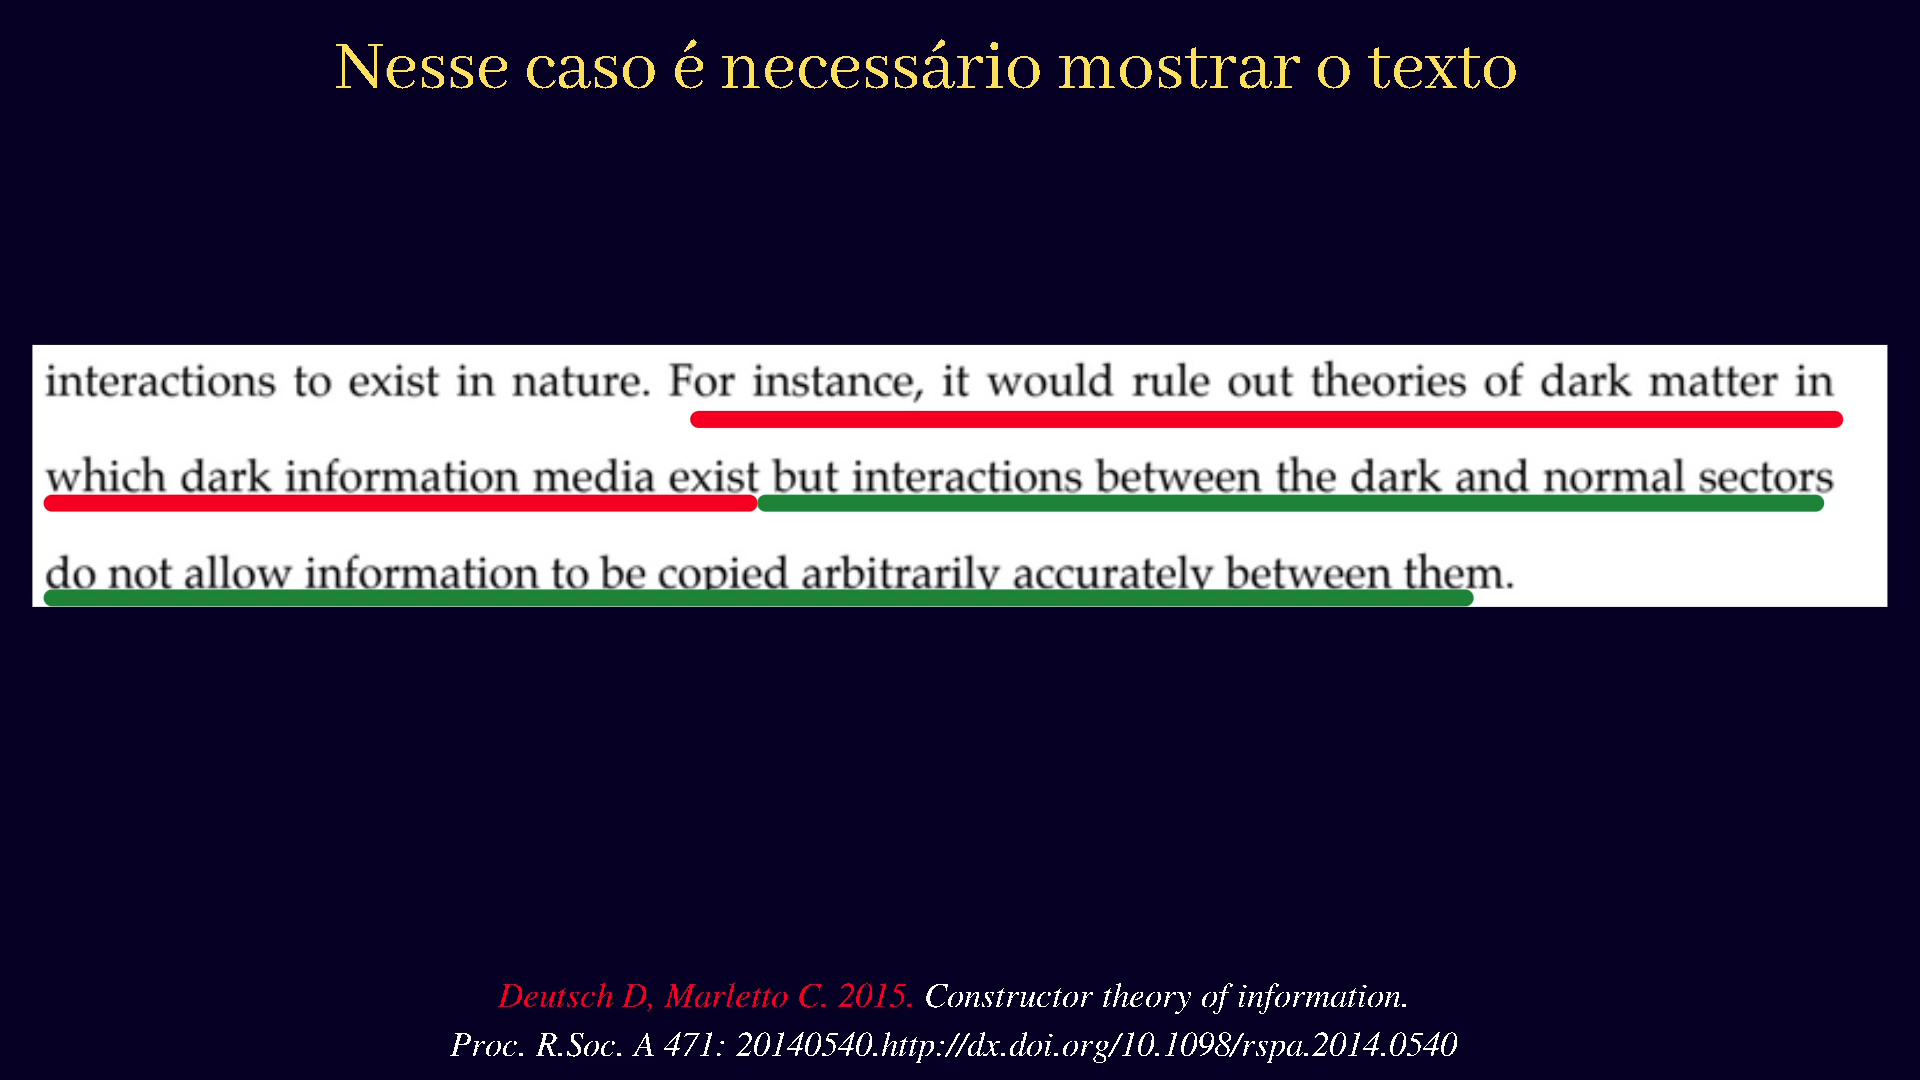 Nesse caso é necessário mostrar o texto
interactions to exist in nature. For instance, it would rule out theories of dark matter in
which dark information media exist but interactions between the dark and normal sectors
do not allow information to be copied arbitrarily accurately between them.
Deutsch D, Marletto C. 2015. Constructor theory of information.
Proc. R.Soc. A 471: 20140540.http://dx.doi.org/10.1098/rspa.2014.0540